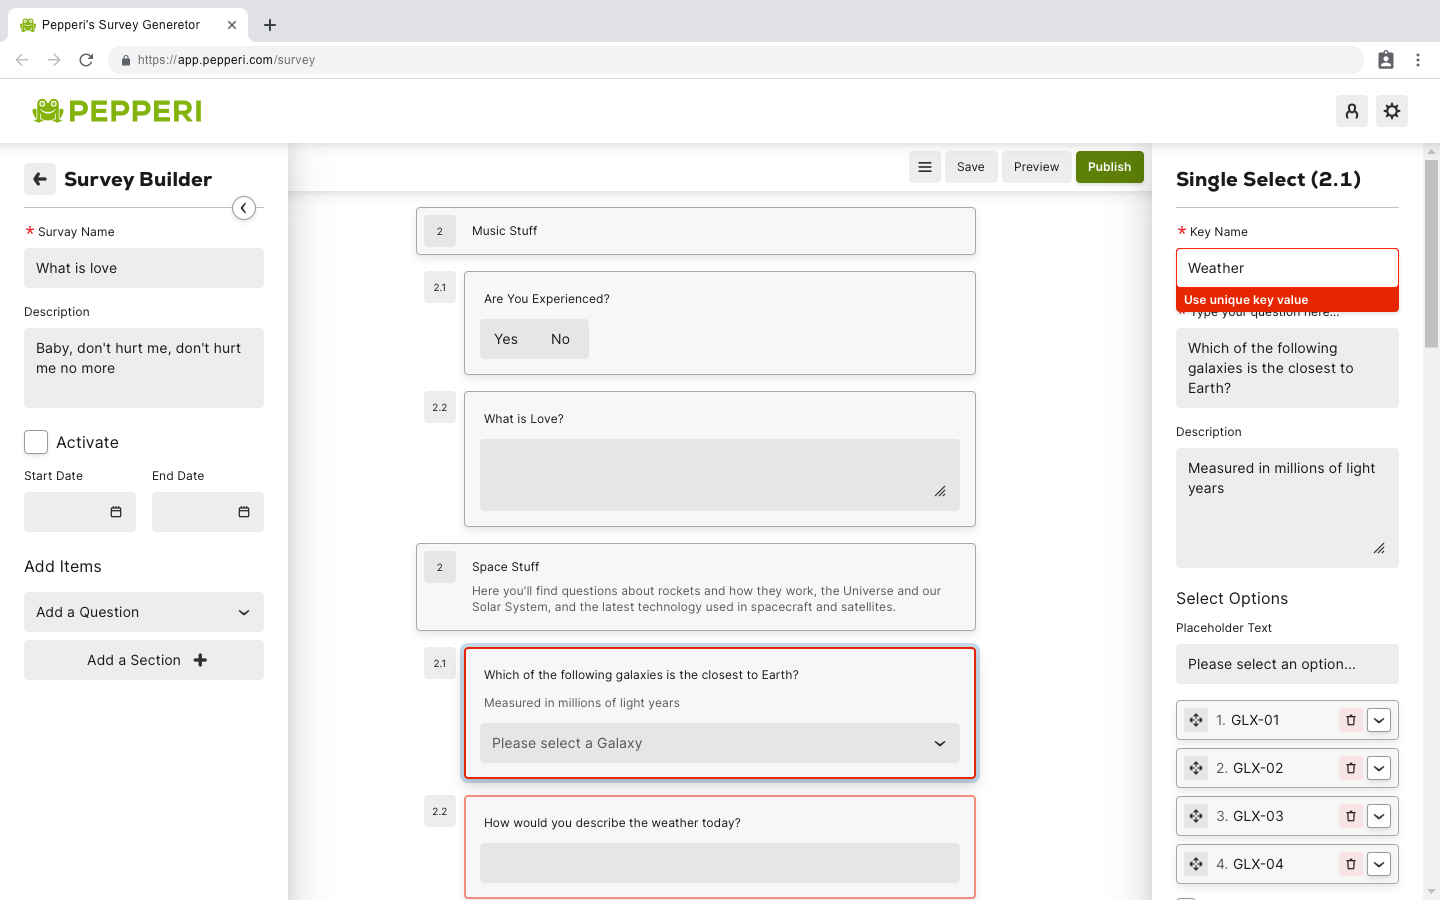 Pepperi's Survey Generetor
https://app.pepperi.com/survey
PEPPERI
Survey Builder
* Survay Name
What is love
Description
Baby, don't hurt me, don't hurt
me no more
Activate
Start Date
End Date
Add Items
Add a Question
Add a Section
Save
Preview
Publish
2
Music Stuff
2.1
Are You Experienced?
Yes
No
2.2
What is Love?
2
Space Stuff
Here you'll find questions about rockets and how they work, the Universe and our
Solar System, and the latest technology used in spacecraft and satellites.
2.1
Which of the following galaxies is the closest to Earth?
Measured in millions of light years
Please select a Galaxy
2.2
How would you describe the weather today?
Single Select (2.1)
* Key Name
Weather
Use unique key value
* Type your question here...
Which of the following
galaxies is the closest to
Earth?
Description
Measured in millions of light
years
Select Options
Placeholder Text
Please select an option...
1. GLX-01
2. GLX-02
3. GLX-03
4. GLX-04